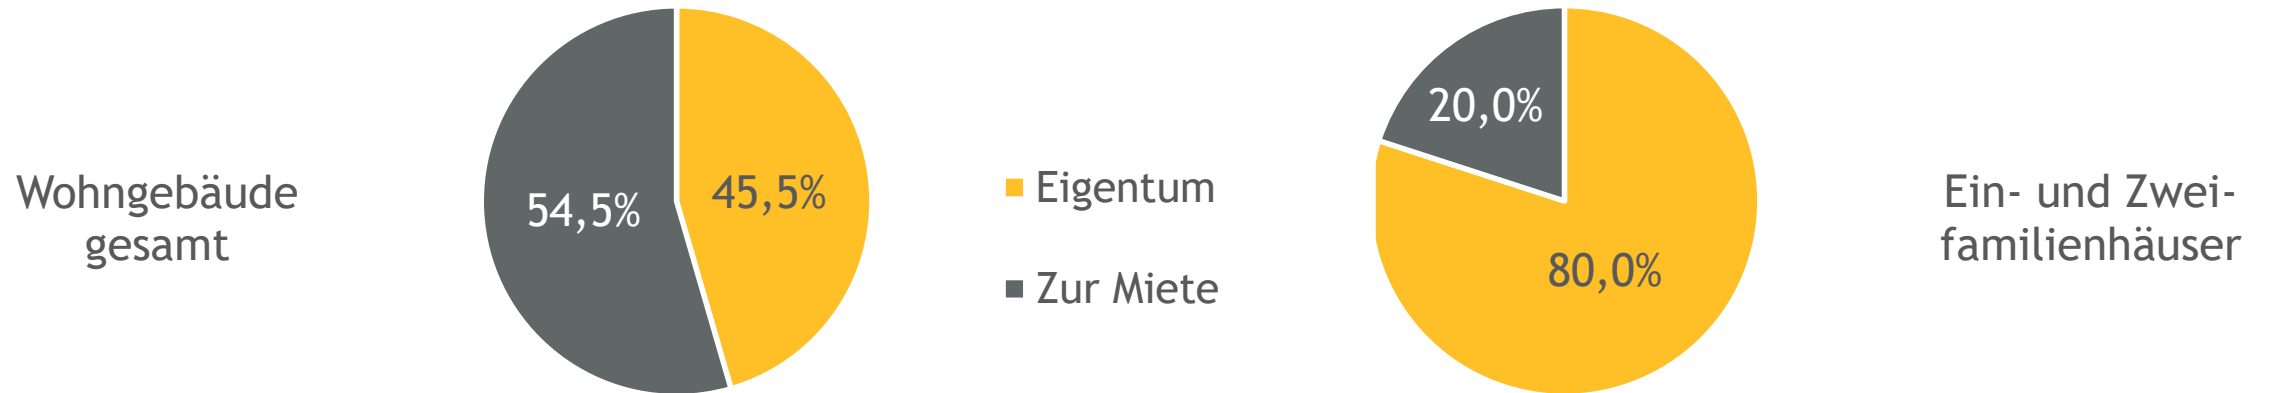 Wohngebäude
gesamt
54,5%
45,5%
Eigentum
Zur Miete
20,0%
80,0%
Ein- und Zwei-
familienhäuser